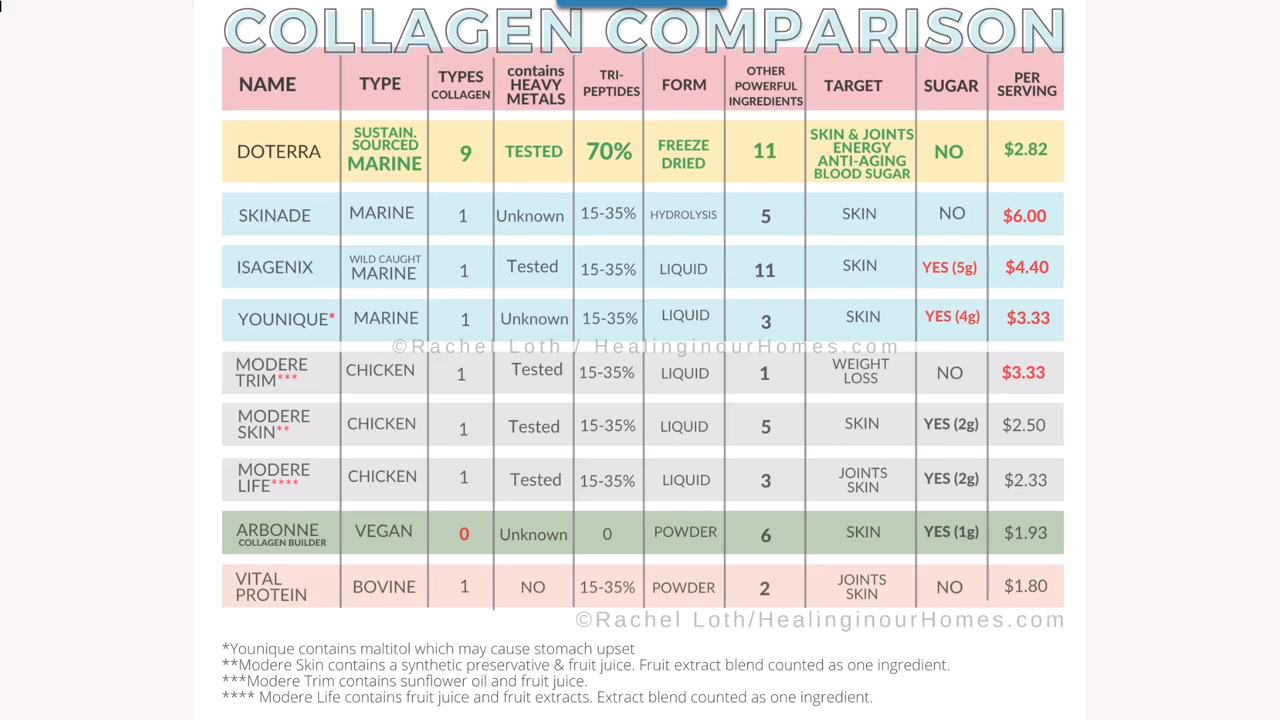 COLLAGEN COMPARISON
NAME TYPE TYPES COLLAGEN contains HEAVY METALS TRI-PEPTIDES FORM OTHER POWERFUL INGREDIENTS TARGET SUGAR PER SERVING
DOTERRA SUSTAIN. SOURCED MARINE 9 TESTED 70% FREEZE DRIED 11 SKIN & JOINTS ENERGY ANTI-AGING BLOOD SUGAR NO $2.82
SKINADE MARINE 1 Unknown 15-35% HYDROLYSIS 5 SKIN NO $6.00
ISAGENIX WILD CAUGHT MARINE 1 Tested 15-35% LIQUID 11 SKIN YES (5g) $4.40
YOUNIQUE* MARINE 1 Unknown 15-35% LIQUID 3 SKIN YES (4g) $3.33
©Rachel Loth / HealinginourHomes.com
MODERE TRIM*** CHICKEN 1 Tested 15-35% LIQUID 1 WEIGHT LOSS NO $3.33
MODERE SKIN** CHICKEN 1 Tested 15-35% LIQUID 5 SKIN YES (2g) $2.50
MODERE LIFE**** CHICKEN 1 Tested 15-35% LIQUID 3 JOINTS SKIN YES (2g) $2.33
ARBONNE COLLAGEN BUILDER VEGAN 0 Unknown 0 POWDER 6 SKIN YES (1g) $1.93
VITAL PROTEIN BOVINE 1 NO 15-35% POWDER 2 JOINTS SKIN NO $1.80
©Rachel Loth/HealinginourHomes.com
*Younique contains maltitol which may cause stomach upset
**Modere Skin contains a synthetic preservative & fruit juice. Fruit extract blend counted as one ingredient.
***Modere Trim contains sunflower oil and fruit juice.
**** Modere Life contains fruit juice and fruit extracts. Extract blend counted as one ingredient.